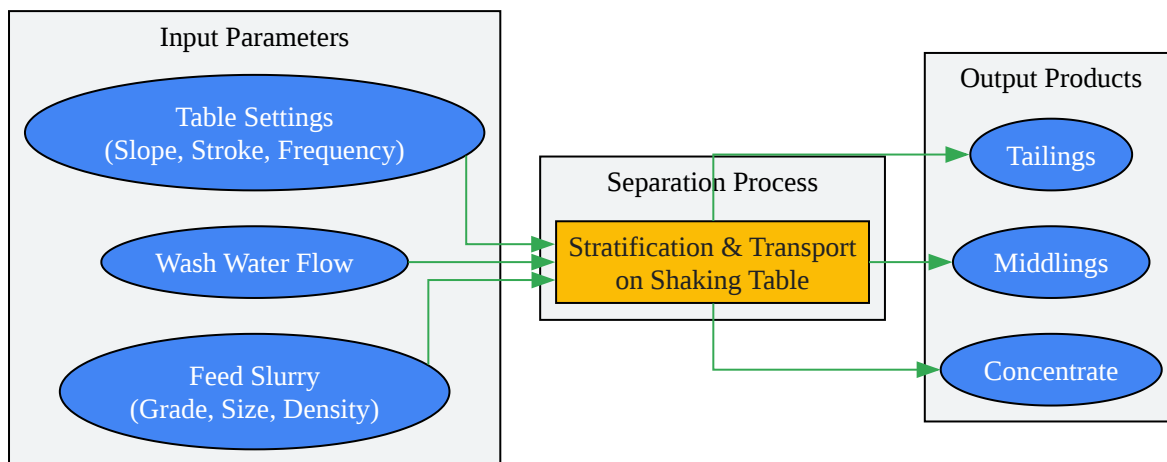 Input Parameters
Table Settings
(Slope, Stroke, Frequency)
Wash Water Flow
Feed Slurry
(Grade, Size, Density)
Separation Process
Stratification & Transport
on Shaking Table
Output Products
Tailings
Middlings
Concentrate